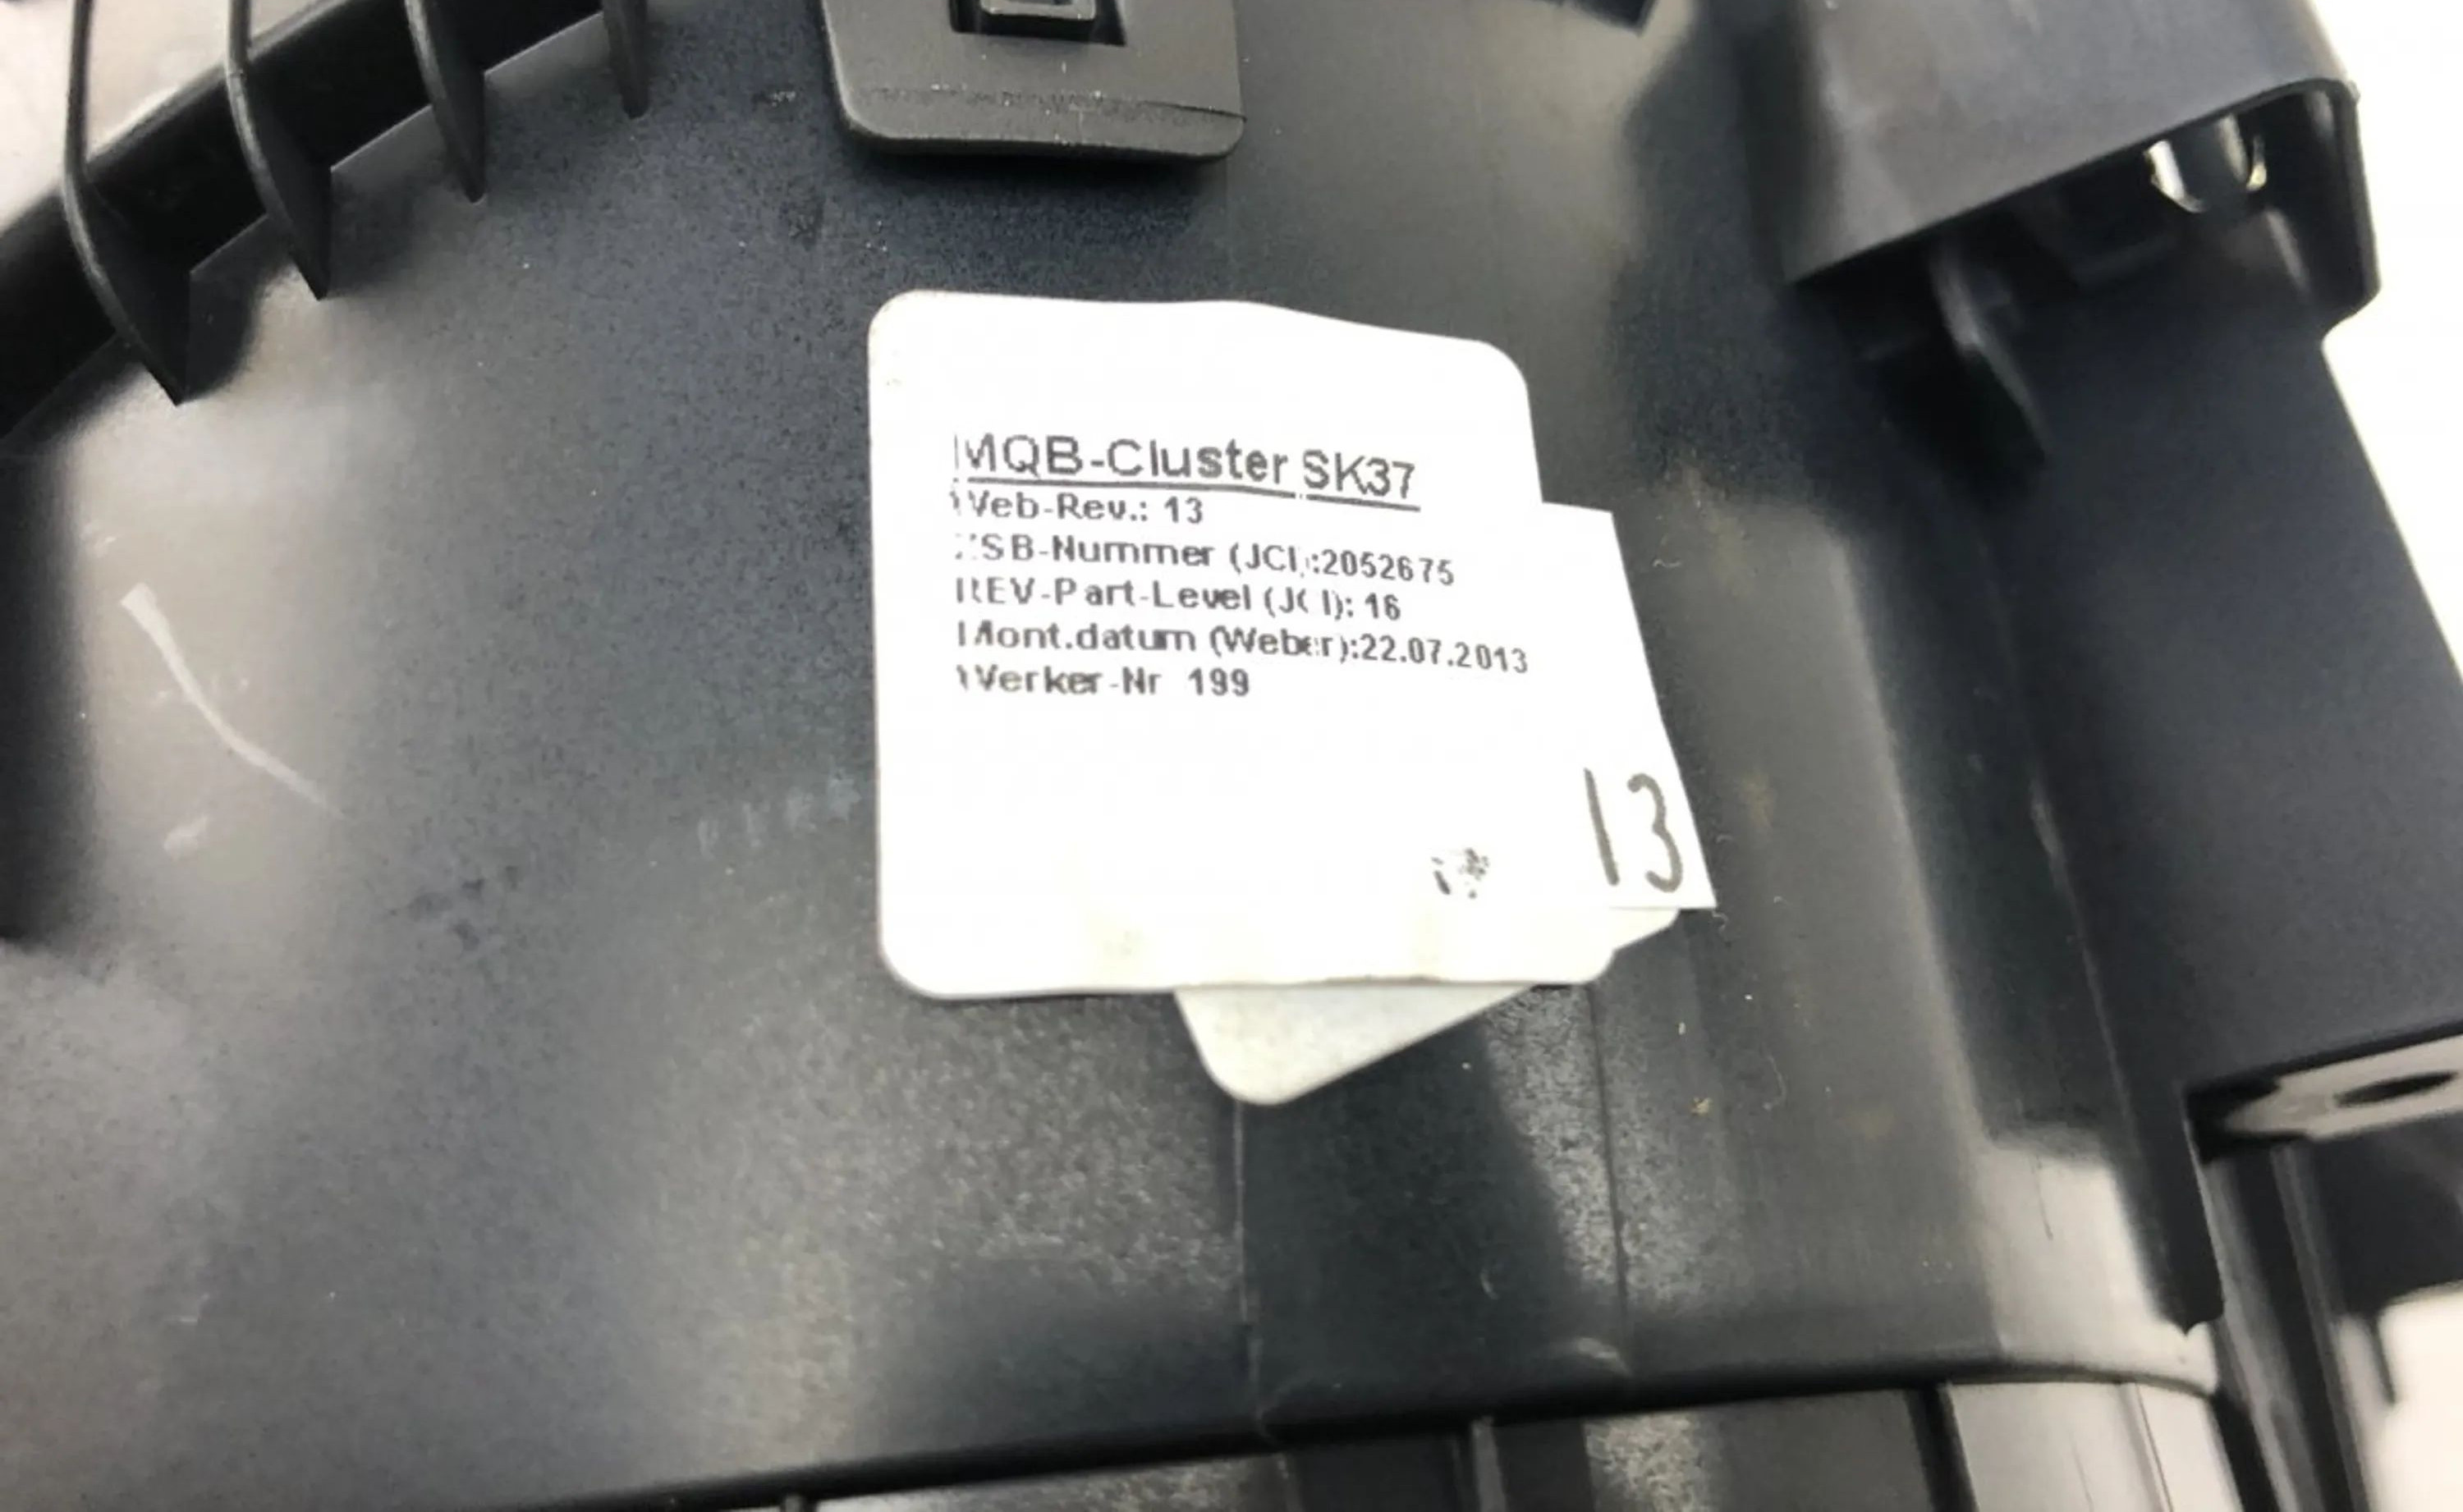 MQB-Cluster SK37
Web-Rev.: 13
ZSB-Nummer (JCI):2052675
REV-Part-Level (JCI): 16
Mont.datum (Weber):22.07.2013
Werker-Nr 199
13